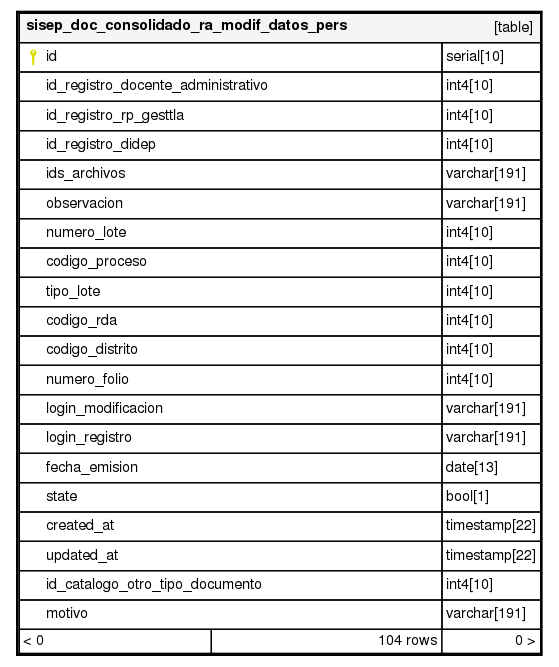 sisep_doc_consolidado_ra_modif_datos_pers [table]
id serial[10]
id_registro_docente_administrativo int4[10]
id_registro_rp_gesttla int4[10]
id_registro_didep int4[10]
ids_archivos varchar[191]
observacion varchar[191]
numero_lote int4[10]
codigo_proceso int4[10]
tipo_lote int4[10]
codigo_rda int4[10]
codigo_distrito int4[10]
numero_folio int4[10]
login_modificacion varchar[191]
login_registro varchar[191]
fecha_emision date[13]
state bool[1]
created_at timestamp[22]
updated_at timestamp[22]
id_catalogo_otro_tipo_documento int4[10]
motivo varchar[191]
< 0 104 rows 0 >